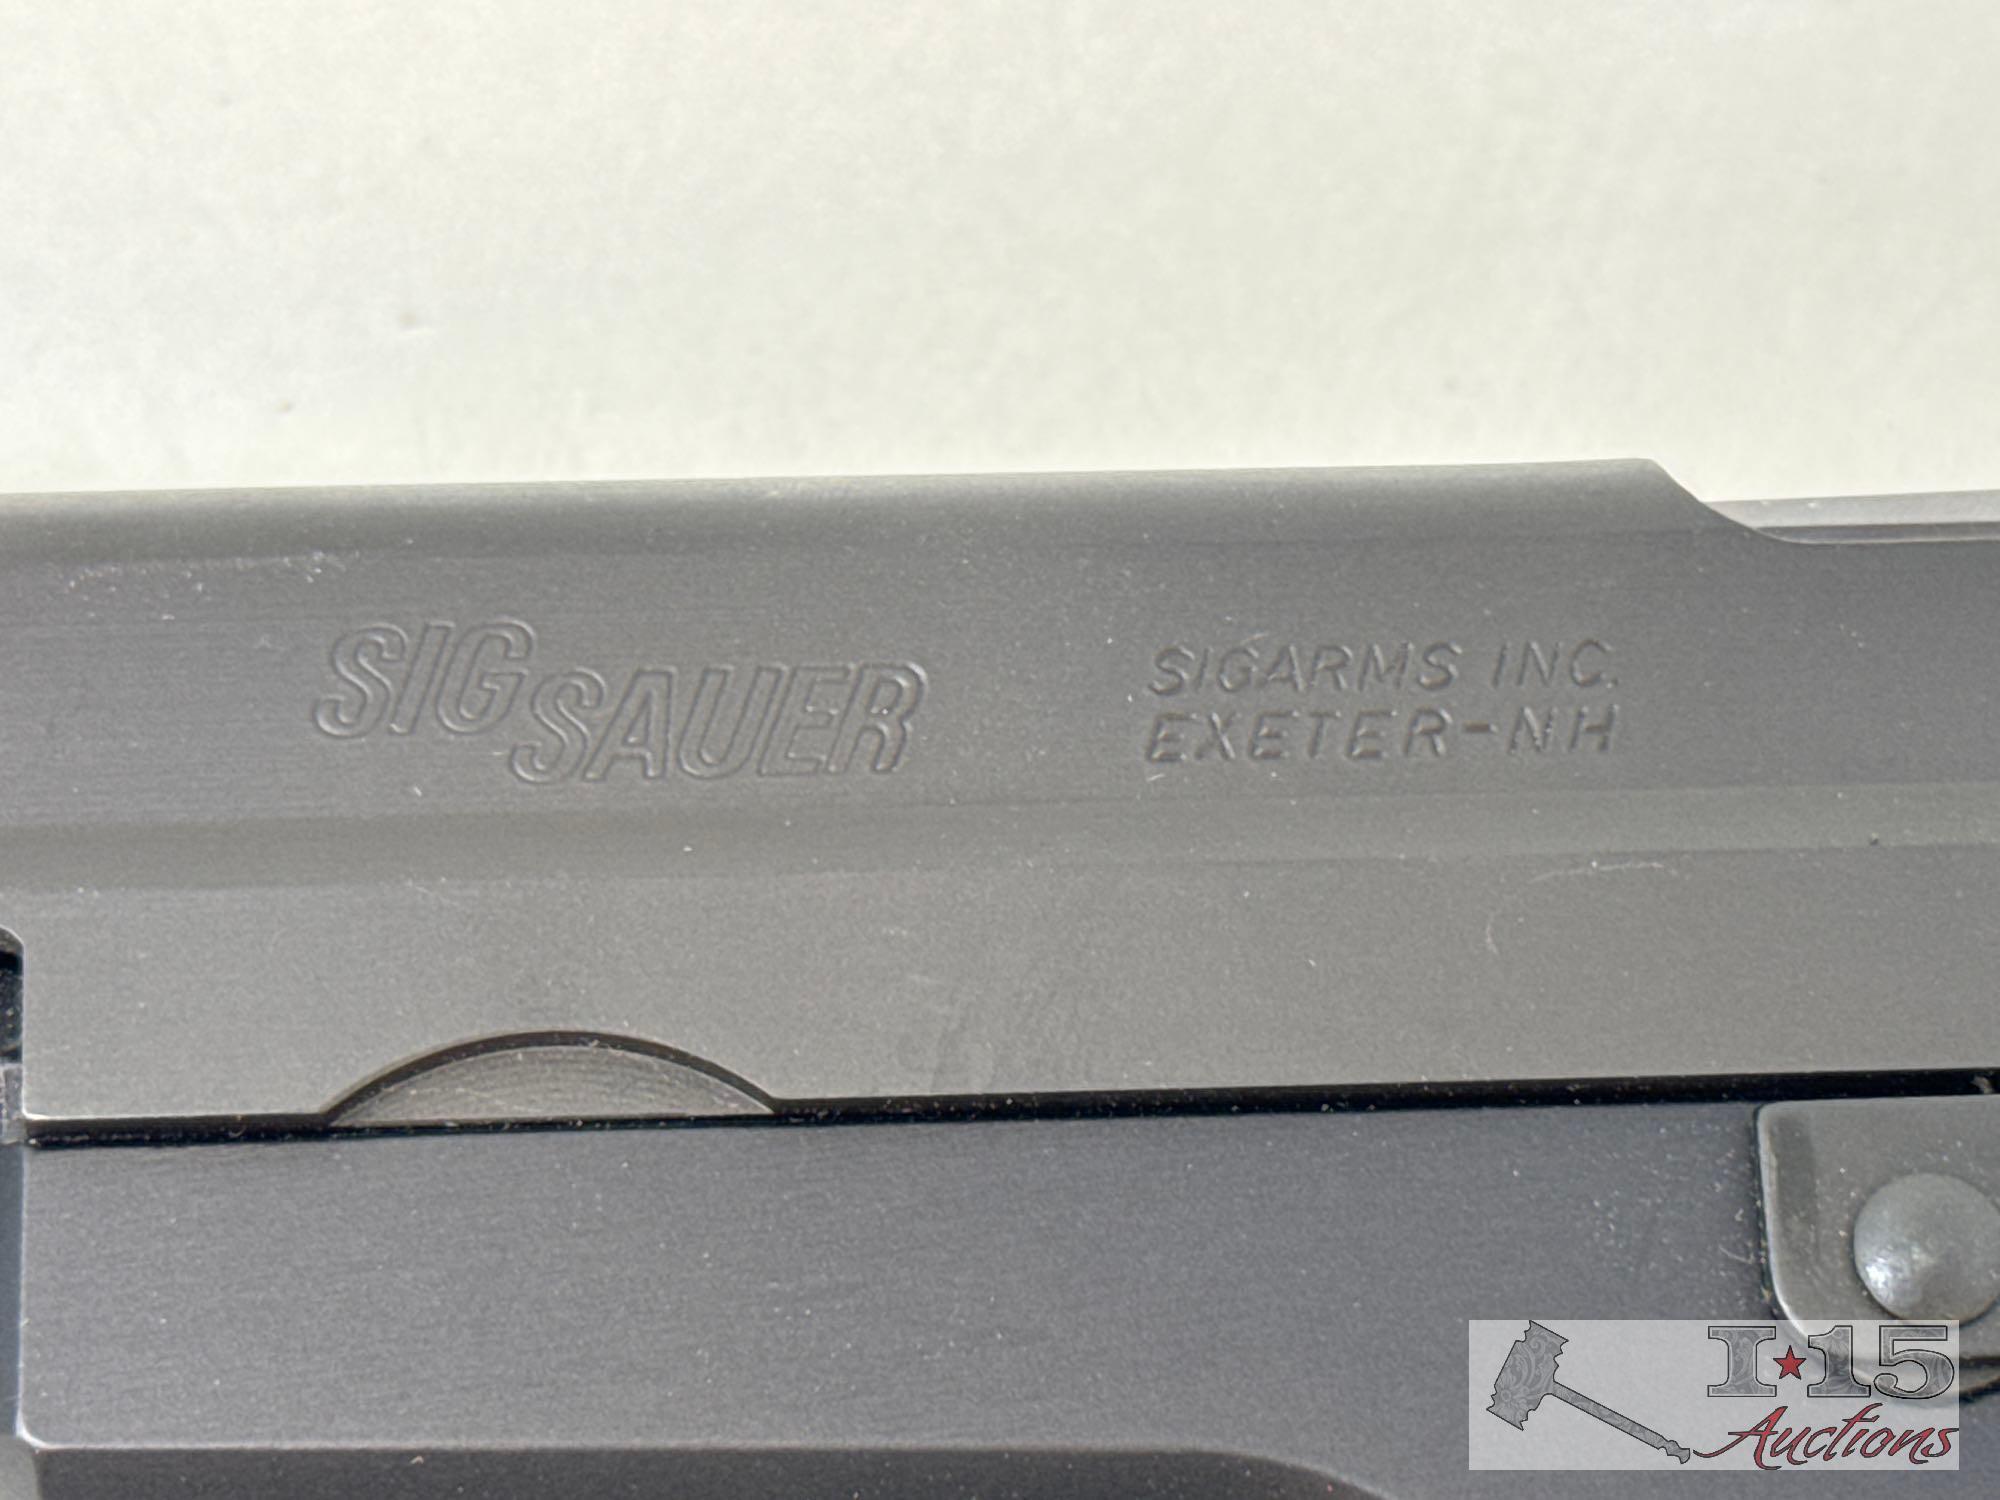 SIG SAUER
SIGARMS INC.
EXETER-NH
I★15
Auctions